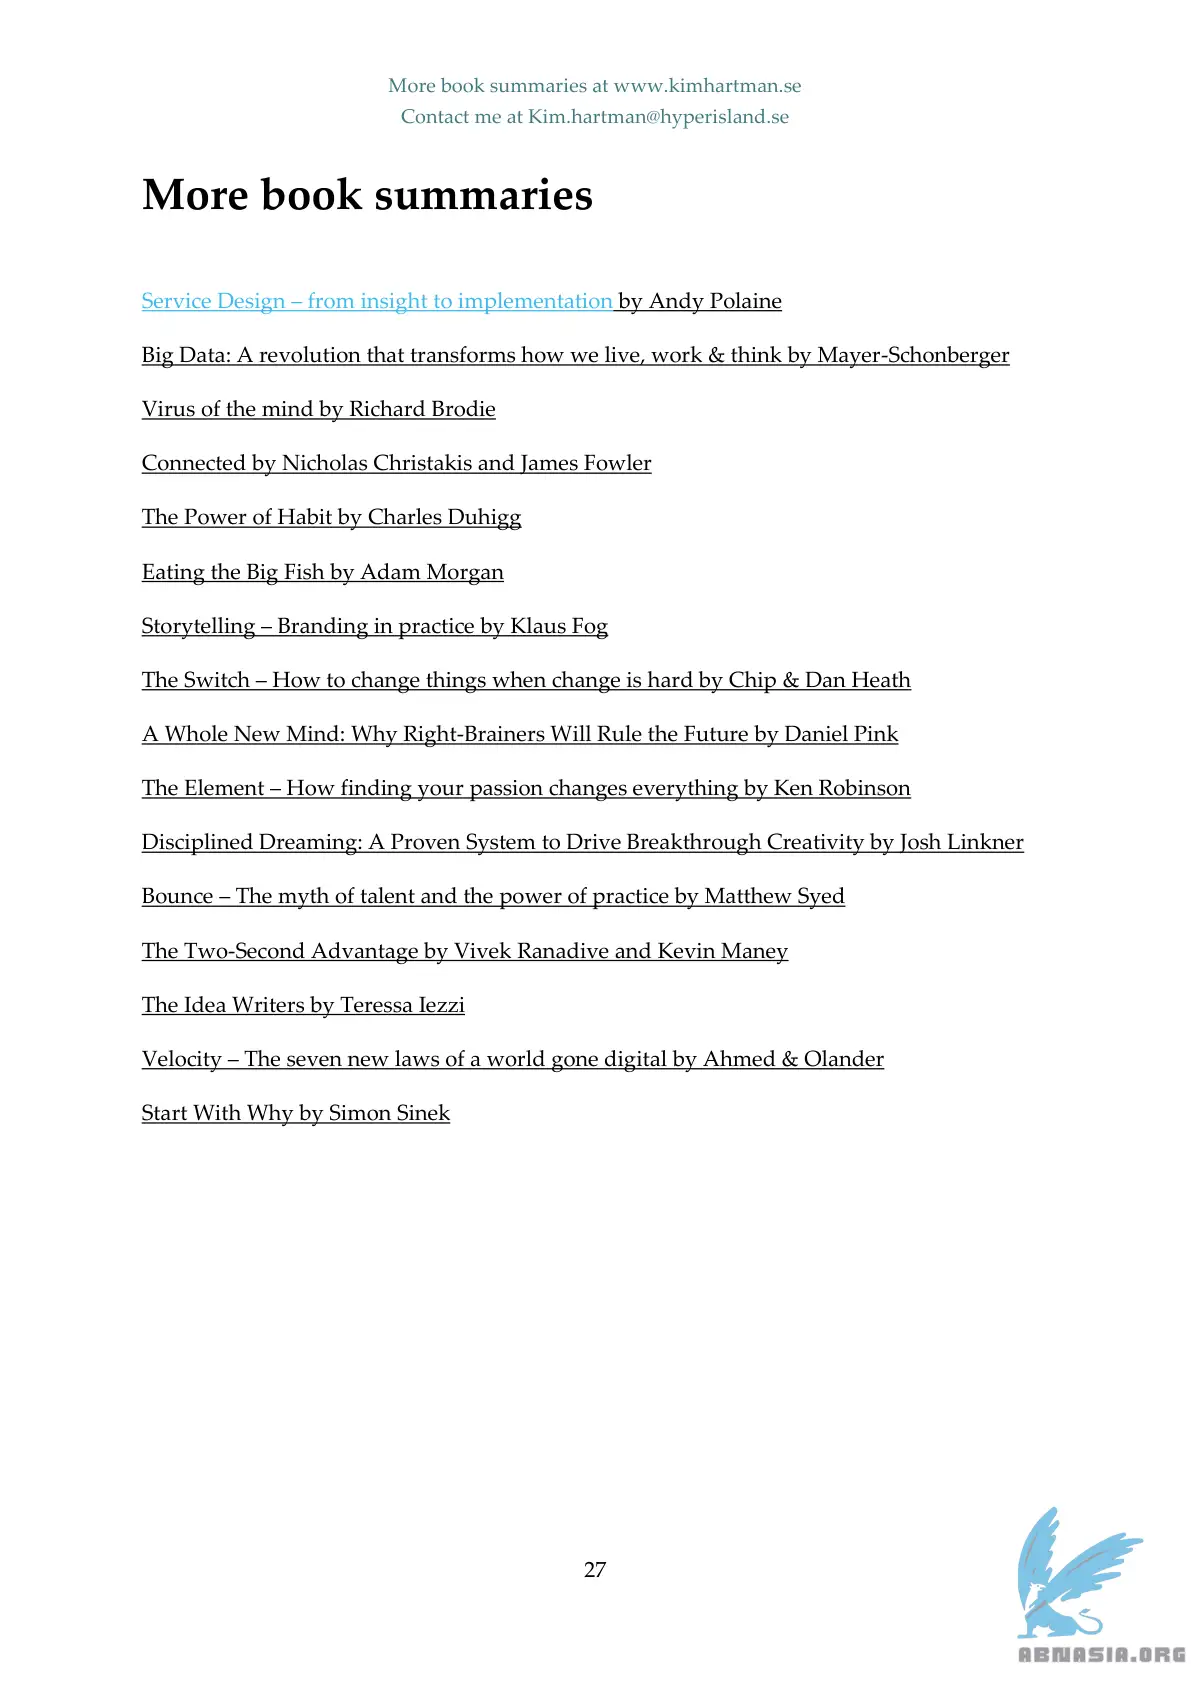 More book summaries at www.kimhartman.se
Contact me at Kim.hartman@hyperisland.se
More book summaries
Service Design – from insight to implementation by Andy Polaine
Big Data: A revolution that transforms how we live, work & think by Mayer-Schonberger
Virus of the mind by Richard Brodie
Connected by Nicholas Christakis and James Fowler
The Power of Habit by Charles Duhigg
Eating the Big Fish by Adam Morgan
Storytelling – Branding in practice by Klaus Fog
The Switch – How to change things when change is hard by Chip & Dan Heath
A Whole New Mind: Why Right-Brainers Will Rule the Future by Daniel Pink
The Element – How finding your passion changes everything by Ken Robinson
Disciplined Dreaming: A Proven System to Drive Breakthrough Creativity by Josh Linkner
Bounce – The myth of talent and the power of practice by Matthew Syed
The Two-Second Advantage by Vivek Ranadive and Kevin Maney
The Idea Writers by Teressa Iezzi
Velocity – The seven new laws of a world gone digital by Ahmed & Olander
Start With Why by Simon Sinek
27
ABNASIA.ORG